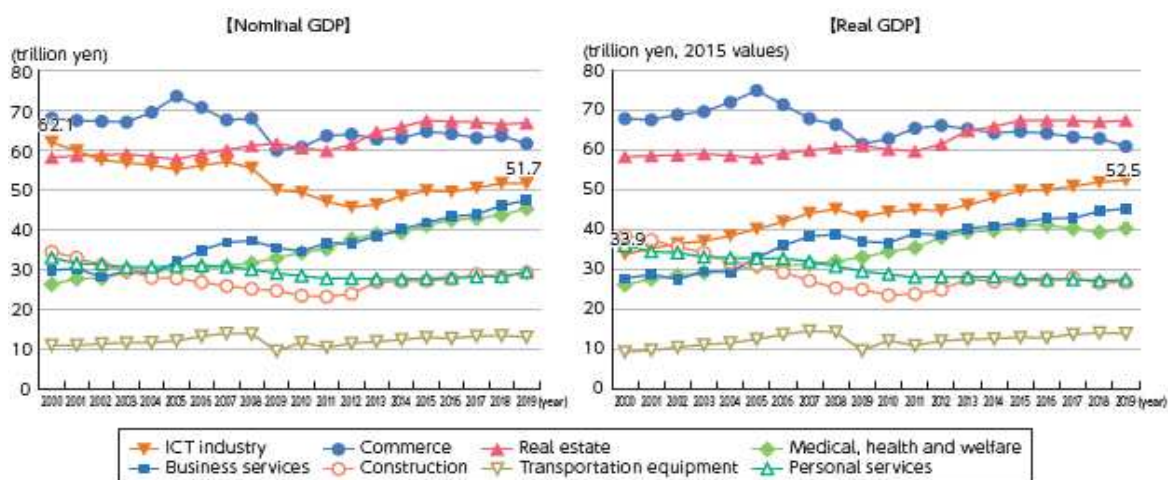 【Nominal GDP】
(trillion yen)
80
70
62.1
60
51.7
50
40
30
20
10
0
2000 2001 2002 2003 2004 2005 2006 2007 2008 2009 2010 2011 2012 2013 2014 2015 2016 2017 2018 2019 (year)
【Real GDP】
(trillion yen, 2015 values)
80
70
60
52.5
50
40
33.9
30
20
10
0
2000 2001 2002 2003 2004 2005 2006 2007 2008 2009 2010 2011 2012 2013 2014 2015 2016 2017 2018 2019 (year)
ICT industry Commerce Real estate Medical, health and welfare
Business services Construction Transportation equipment Personal services